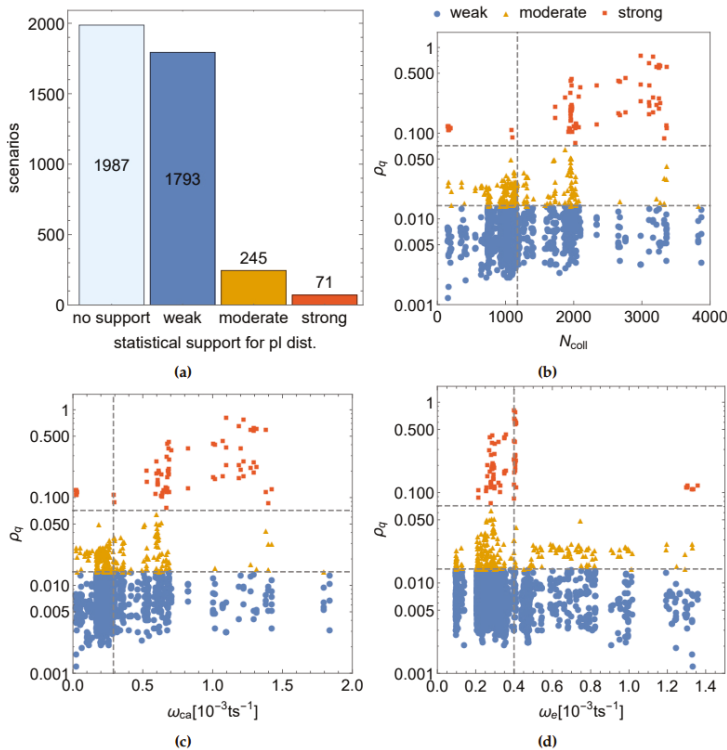 weak moderate strong
2000
1500
1000
500
0
scenarios
1987
1793
245
71
no support weak moderate strong
statistical support for pl dist.
(a)
1
0.500
0.100
0.050
0.010
0.005
0.001
ρq
0 1000 2000 3000 4000
Ncoll
(b)
1
0.500
0.100
0.050
0.010
0.005
0.001
ρq
0.0 0.5 1.0 1.5 2.0
ωca[10⁻³ts⁻¹]
(c)
1
0.500
0.100
0.050
0.010
0.005
0.001
ρq
0.0 0.2 0.4 0.6 0.8 1.0 1.2 1.4
ωe[10⁻³ts⁻¹]
(d)